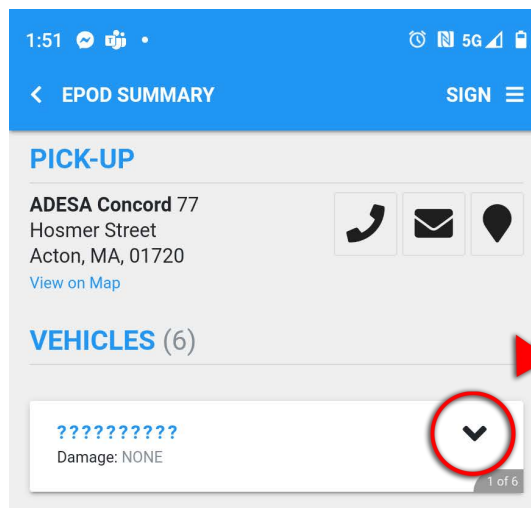 1:51 5G
EPOD SUMMARY SIGN
PICK-UP
ADESA Concord 77
Hosmer Street
Acton, MA, 01720
View on Map
VEHICLES (6)
??????????
Damage: NONE
1 of 6